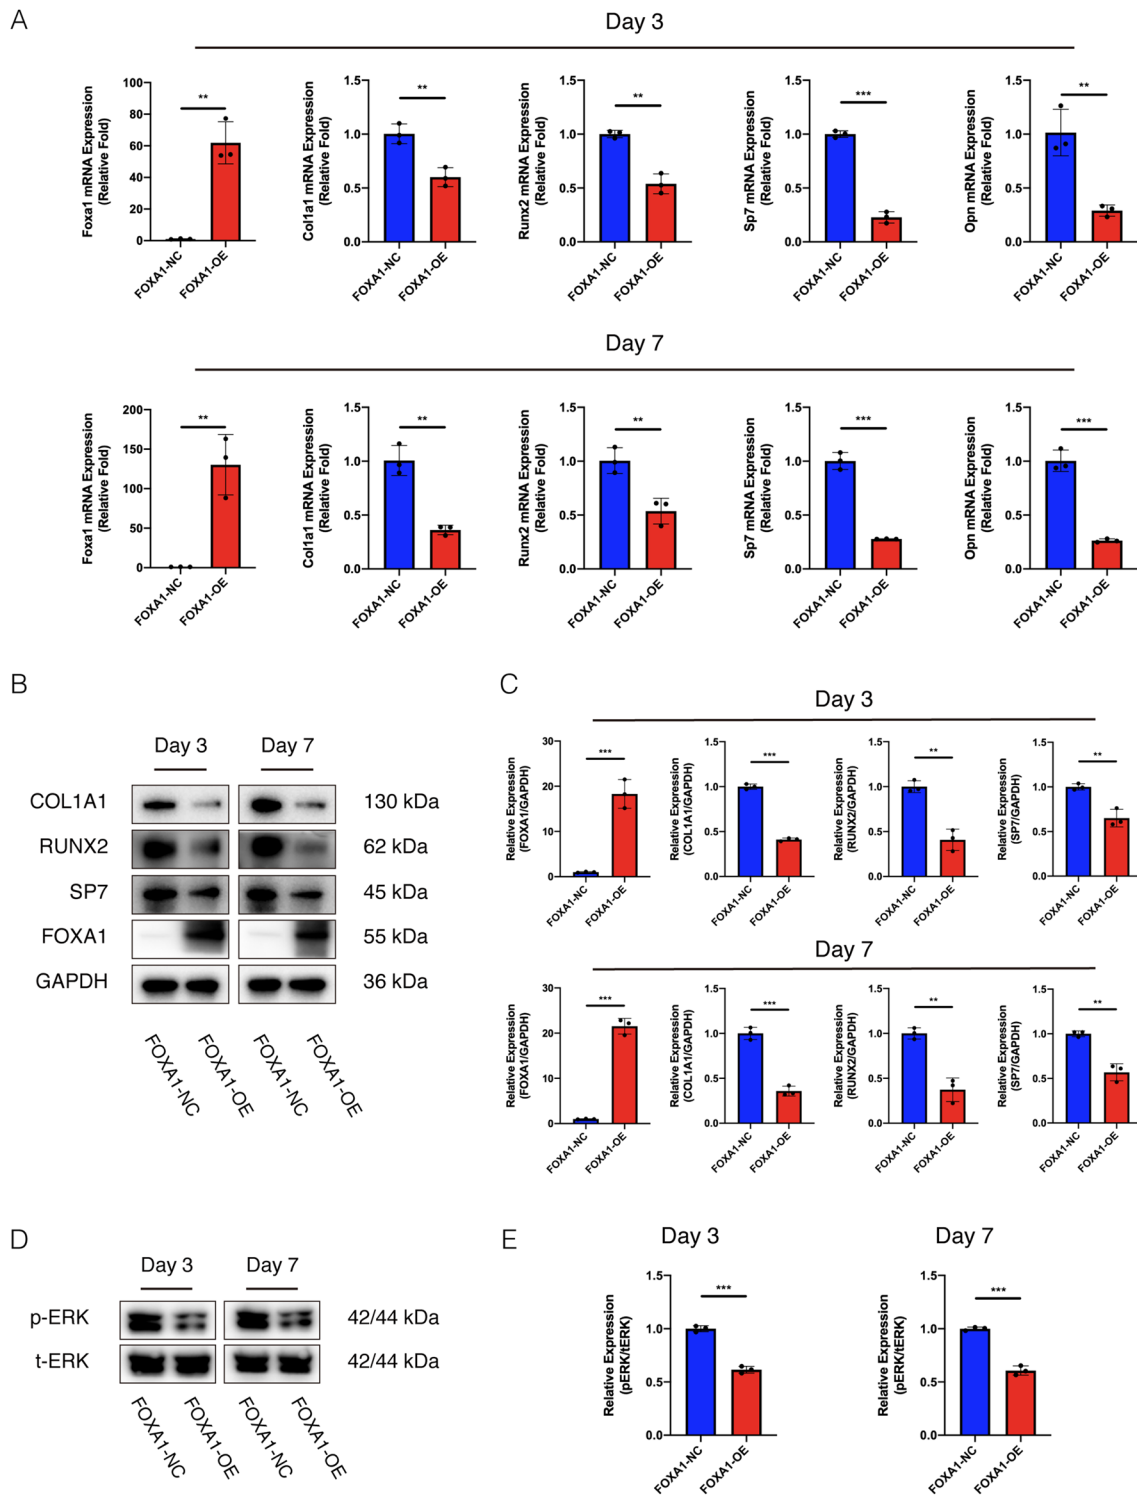 A
Day 3
Foxa1 mRNA Expression
(Relative Fold)
100
80
60
40
20
0
**
FOXA1-NC
FOXA1-OE
Col1a1 mRNA Expression
(Relative Fold)
1.5
1.0
0.5
0.0
**
FOXA1-NC
FOXA1-OE
Runx2 mRNA Expression
(Relative Fold)
1.5
1.0
0.5
0.0
**
FOXA1-NC
FOXA1-OE
Sp7 mRNA Expression
(Relative Fold)
1.5
1.0
0.5
0.0
***
FOXA1-NC
FOXA1-OE
Opn mRNA Expression
(Relative Fold)
1.5
1.0
0.5
0.0
**
FOXA1-NC
FOXA1-OE
Day 7
Foxa1 mRNA Expression
(Relative Fold)
200
150
100
50
0
**
FOXA1-NC
FOXA1-OE
Col1a1 mRNA Expression
(Relative Fold)
1.5
1.0
0.5
0.0
**
FOXA1-NC
FOXA1-OE
Runx2 mRNA Expression
(Relative Fold)
1.5
1.0
0.5
0.0
**
FOXA1-NC
FOXA1-OE
Sp7 mRNA Expression
(Relative Fold)
1.5
1.0
0.5
0.0
***
FOXA1-NC
FOXA1-OE
Opn mRNA Expression
(Relative Fold)
1.5
1.0
0.5
0.0
***
FOXA1-NC
FOXA1-OE
B
Day 3 Day 7
COL1A1 130 kDa
RUNX2 62 kDa
SP7 45 kDa
FOXA1 55 kDa
GAPDH 36 kDa
FOXA1-NC
FOXA1-OE
FOXA1-NC
FOXA1-OE
C
Day 3
Relative Expression
(FOXA1/GAPDH)
30
20
10
0
***
FOXA1-NC
FOXA1-OE
Relative Expression
(COL1A1/GAPDH)
1.5
1.0
0.5
0.0
***
FOXA1-NC
FOXA1-OE
Relative Expression
(RUNX2/GAPDH)
1.5
1.0
0.5
0.0
**
FOXA1-NC
FOXA1-OE
Relative Expression
(SP7/GAPDH)
1.5
1.0
0.5
0.0
**
FOXA1-NC
FOXA1-OE
Day 7
Relative Expression
(FOXA1/GAPDH)
30
20
10
0
***
FOXA1-NC
FOXA1-OE
Relative Expression
(COL1A1/GAPDH)
1.5
1.0
0.5
0.0
***
FOXA1-NC
FOXA1-OE
Relative Expression
(RUNX2/GAPDH)
1.5
1.0
0.5
0.0
**
FOXA1-NC
FOXA1-OE
Relative Expression
(SP7/GAPDH)
1.5
1.0
0.5
0.0
**
FOXA1-NC
FOXA1-OE
D
Day 3 Day 7
p-ERK 42/44 kDa
t-ERK 42/44 kDa
FOXA1-NC
FOXA1-OE
FOXA1-NC
FOXA1-OE
E
Day 3
Relative Expression
(pERK/tERK)
1.5
1.0
0.5
0.0
***
FOXA1-NC
FOXA1-OE
Day 7
Relative Expression
(pERK/tERK)
1.5
1.0
0.5
0.0
***
FOXA1-NC
FOXA1-OE